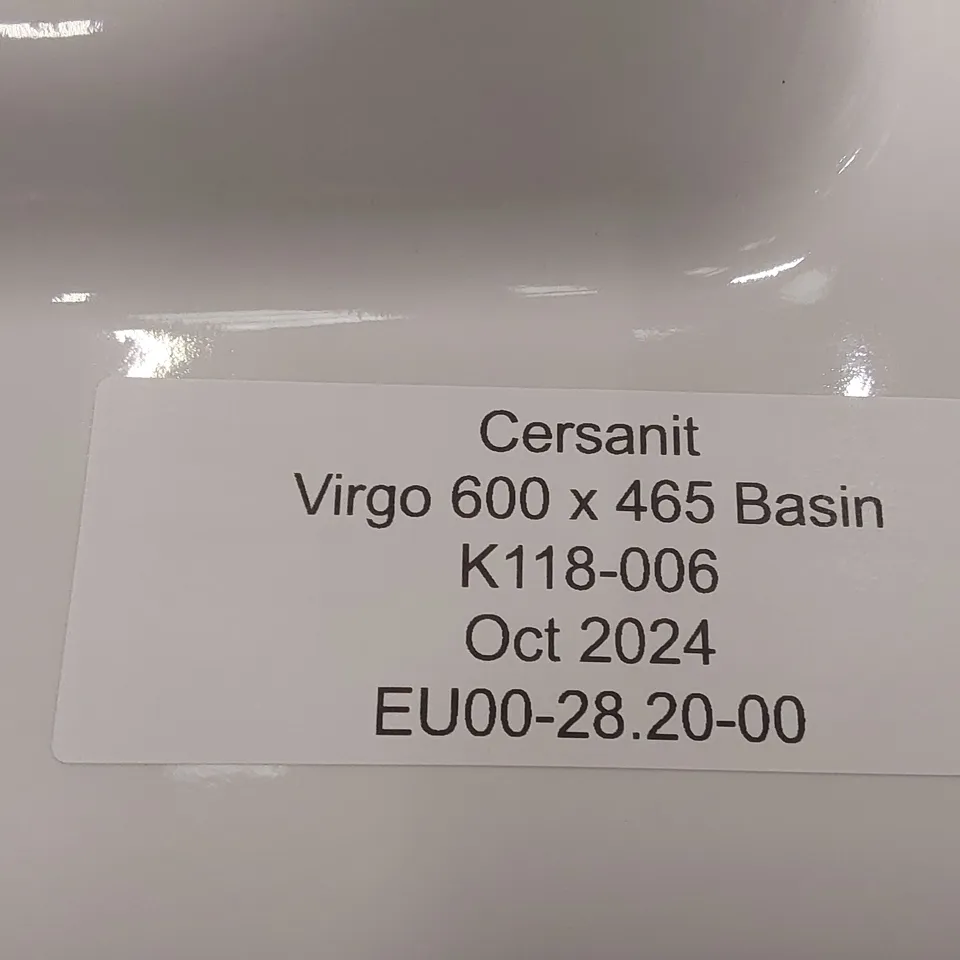 Cersanit
Virgo 600 x 465 Basin
K118-006
Oct 2024
EU00-28.20-00